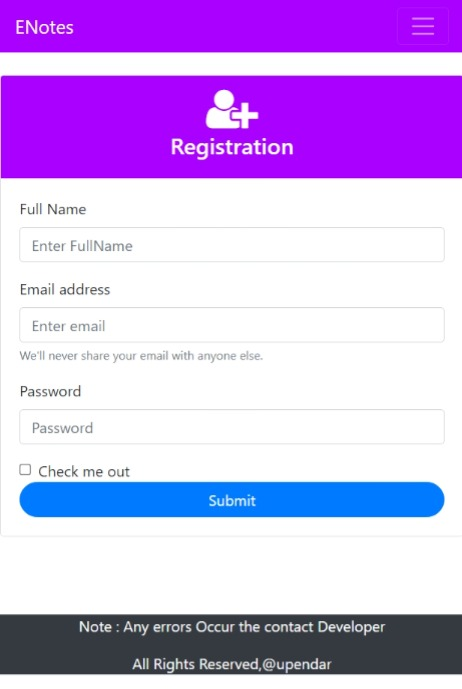 ENotes
Registration
Full Name
Enter FullName
Email address
Enter email
We'll never share your email with anyone else.
Password
Password
Check me out
Submit
Note : Any errors Occur the contact Developer
All Rights Reserved,@upendar